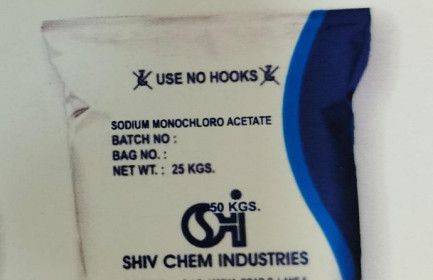 USE NO HOOKS
SODIUM MONOCHLORO ACETATE
BATCH NO :
BAG NO. :
NET WT. : 25 KGS.
50 KGS.
SHIV CHEM INDUSTRIES